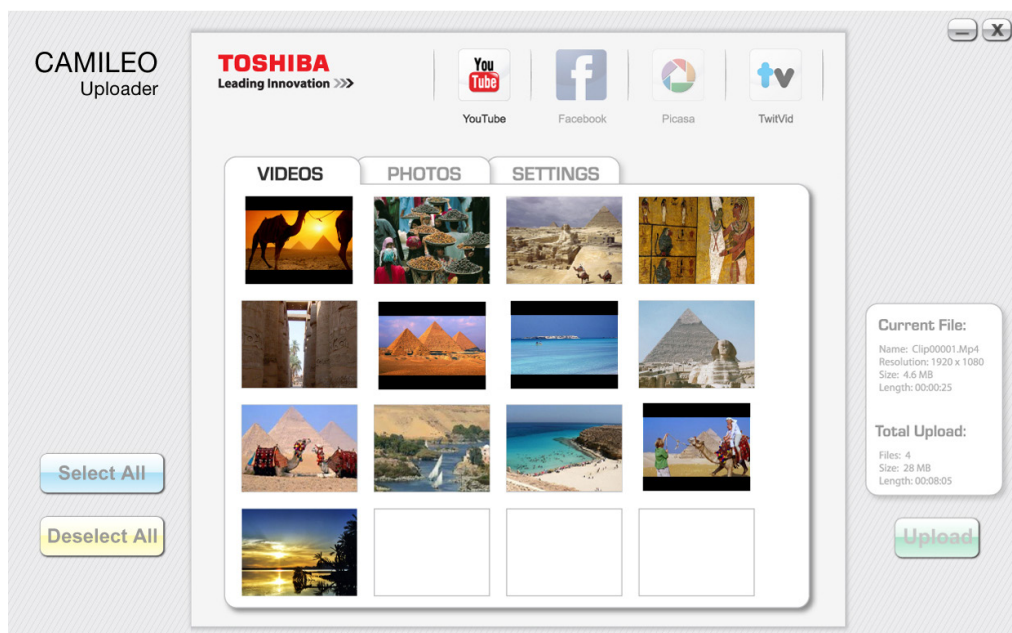 CAMILEO
Uploader
TOSHIBA
Leading Innovation >>>
You
Tube
f
tv
YouTube
Facebook
Picasa
TwitVid
X
VIDEOS
PHOTOS
SETTINGS
Current File:
Name: Clip00001.Mp4
Resolution: 1920 x 1080
Size: 4.6 MB
Length: 00:00:25
Total Upload:
Files: 4
Size: 28 MB
Length: 00:08:05
Select All
Deselect All
Upload